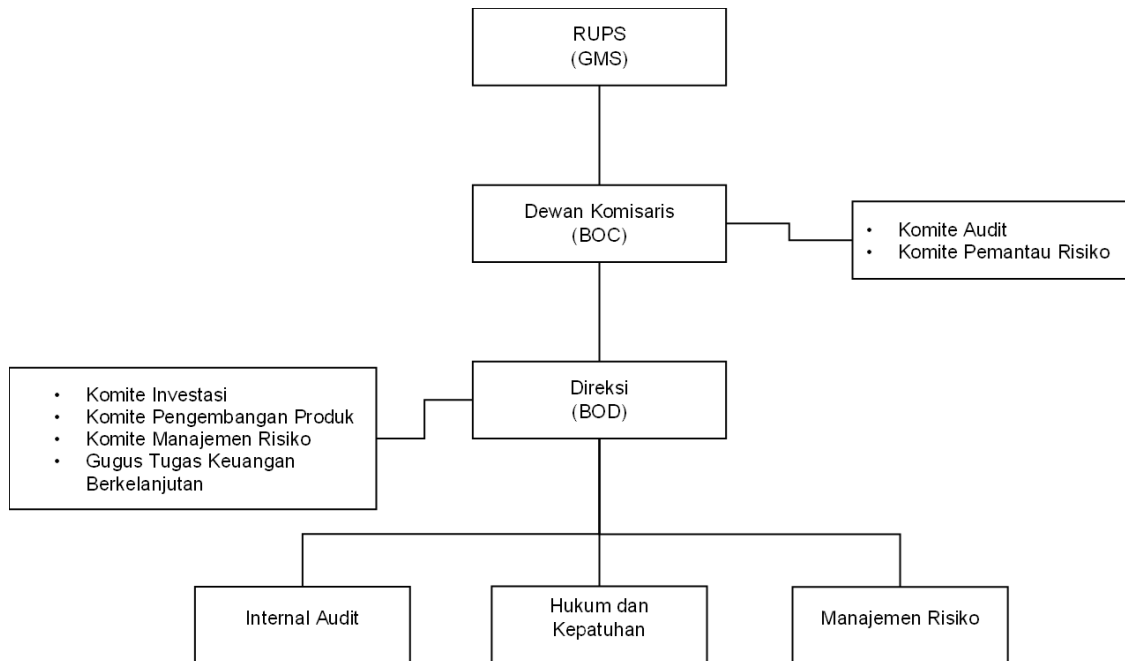 RUPS
(GMS)
Dewan Komisaris
(BOC)
• Komite Audit
• Komite Pemantau Risiko
Direksi
(BOD)
• Komite Investasi
• Komite Pengembangan Produk
• Komite Manajemen Risiko
• Gugus Tugas Keuangan
Berkelanjutan
Internal Audit
Hukum dan
Kepatuhan
Manajemen Risiko